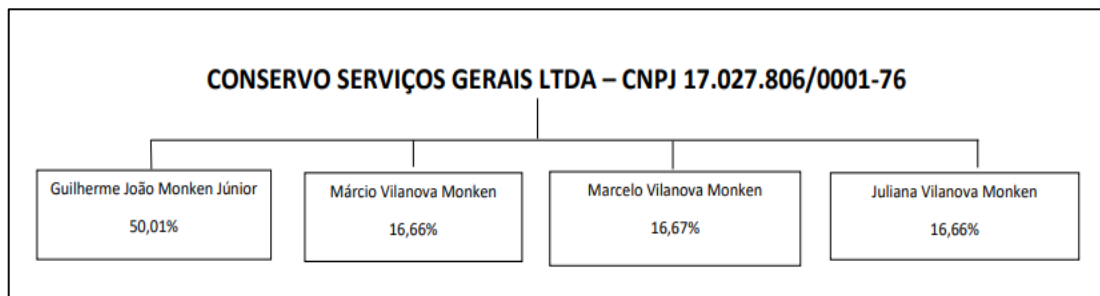 CONSERVO SERVIÇOS GERAIS LTDA – CNPJ 17.027.806/0001-76
Guilherme João Monken Júnior
50,01%
Márcio Vilanova Monken
16,66%
Marcelo Vilanova Monken
16,67%
Juliana Vilanova Monken
16,66%